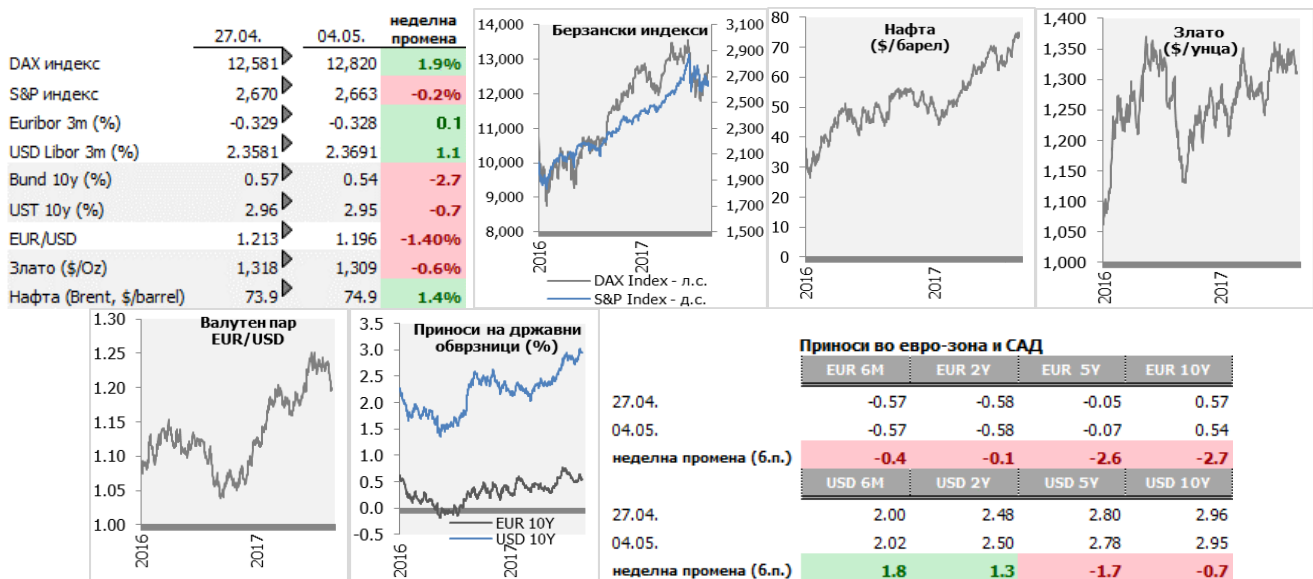 неделна
27.04. 04.05. промена
DAX индекс 12,581 12,820 1.9%
S&P индекс 2,670 2,663 -0.2%
Euribor 3m (%) -0.329 -0.328 0.1
USD Libor 3m (%) 2.3581 2.3691 1.1
Bund 10y (%) 0.57 0.54 -2.7
UST 10y (%) 2.96 2.95 -0.7
EUR/USD 1.213 1.196 -1.40%
Злато ($/Oz) 1,318 1,309 -0.6%
Нафта (Brent, $/barrel) 73.9 74.9 1.4%
Берзански индекси
14,000
13,000
12,000
11,000
10,000
9,000
8,000
3,100
2,900
2,700
2,500
2,300
2,100
1,900
1,700
1,500
2016
2017
DAX Index - л.с.
S&P Index - д.с.
Нафта
($/барел)
80
70
60
50
40
30
20
10
0
2016
2017
Злато
($/унца)
1,400
1,350
1,300
1,250
1,200
1,150
1,100
1,050
1,000
2016
2017
Валутен пар
EUR/USD
1.30
1.25
1.20
1.15
1.10
1.05
1.00
2016
2017
Приноси на државни
обврзници (%)
3.5
3.0
2.5
2.0
1.5
1.0
0.5
0.0
-0.5
EUR 10Y
USD 10Y
2016
2017
Приноси во евро-зона и САД
EUR 6M EUR 2Y EUR 5Y EUR 10Y
27.04. -0.57 -0.58 -0.05 0.57
04.05. -0.57 -0.58 -0.07 0.54
неделна промена (б.п.) -0.4 -0.1 -2.6 -2.7
USD 6M USD 2Y USD 5Y USD 10Y
27.04. 2.00 2.48 2.80 2.96
04.05. 2.02 2.50 2.78 2.95
неделна промена (б.п.) 1.8 1.3 -1.7 -0.7